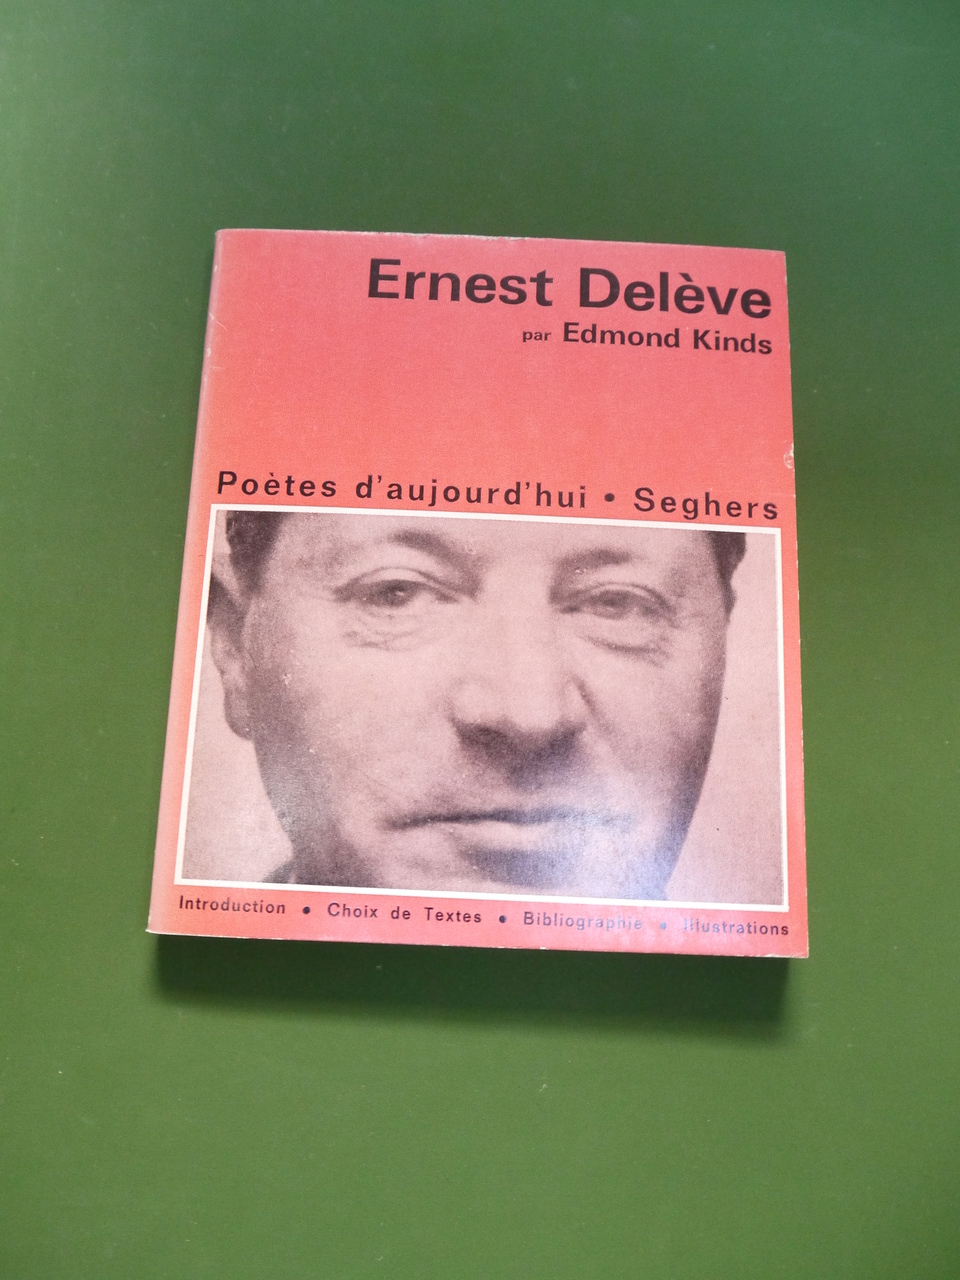 Ernest Delève
par Edmond Kinds
Poètes d'aujourd'hui • Seghers
Introduction • Choix de Textes • Bibliographie • Illustrations